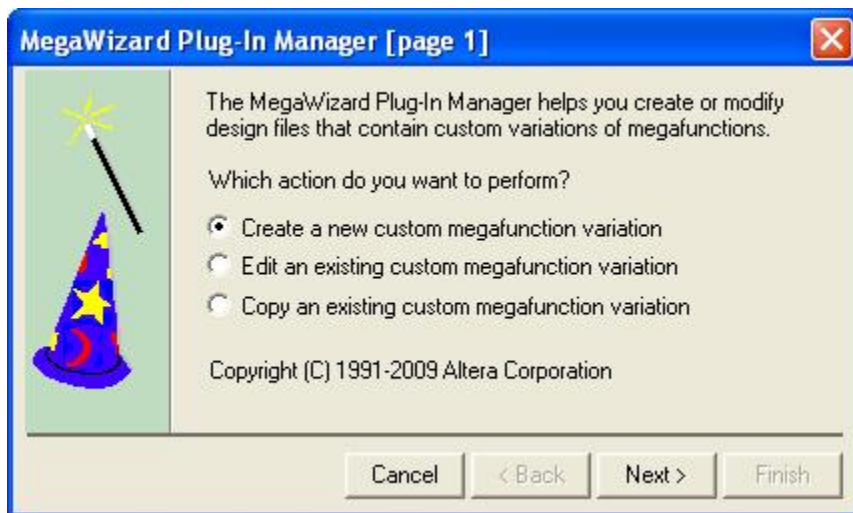 MegaWizard Plug-In Manager [page 1]
The MegaWizard Plug-In Manager helps you create or modify
design files that contain custom variations of megafunctions.
Which action do you want to perform?
Create a new custom megafunction variation
Edit an existing custom megafunction variation
Copy an existing custom megafunction variation
Copyright (C) 1991-2009 Altera Corporation
Cancel < Back Next > Finish